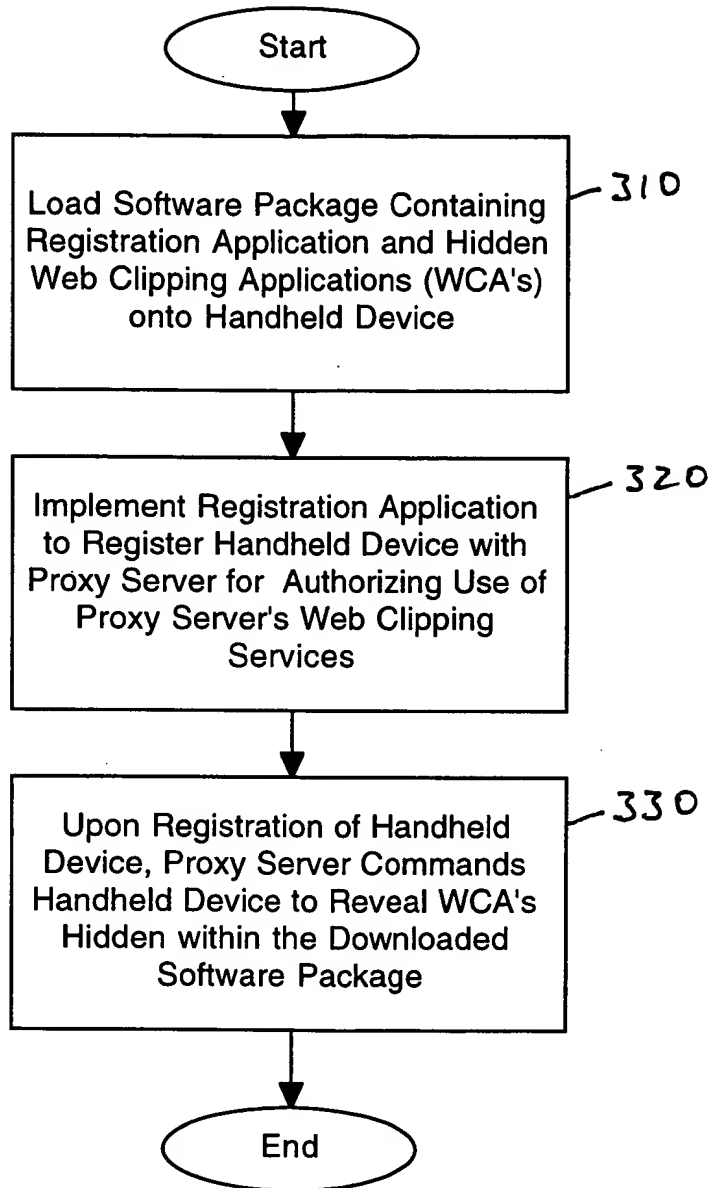 Start
Load Software Package Containing
Registration Application and Hidden
Web Clipping Applications (WCA's)
onto Handheld Device
310
Implement Registration Application
to Register Handheld Device with
Proxy Server for Authorizing Use of
Proxy Server's Web Clipping
Services
320
Upon Registration of Handheld
Device, Proxy Server Commands
Handheld Device to Reveal WCA's
Hidden within the Downloaded
Software Package
330
End